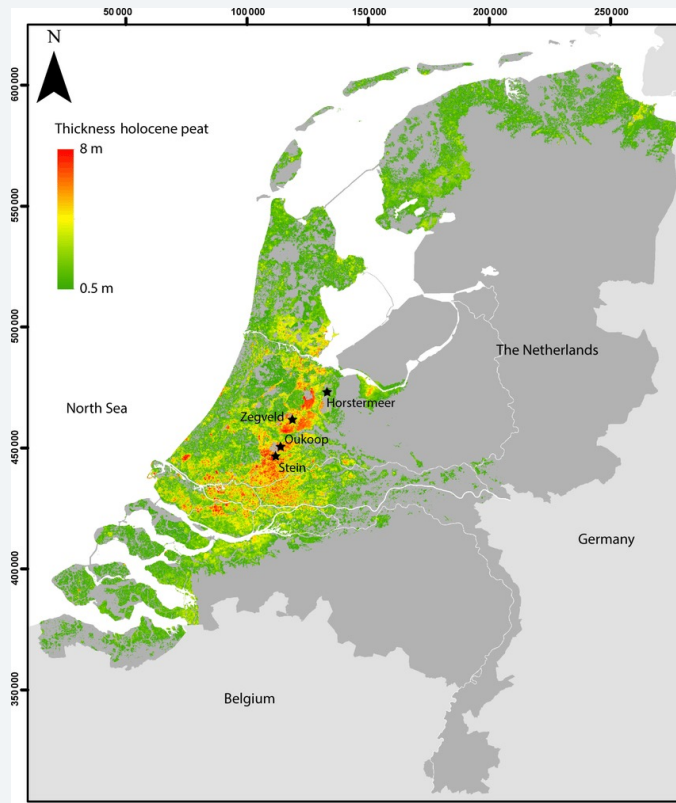 50 000 100 000 150 000 200 000 250 000
N
600 000
Thickness holocene peat
8 m
0.5 m
550 000
500 000
The Netherlands
North Sea
Horstermeer
Zegveld
Oukoop
450 000
Stein
Germany
400 000
350 000
Belgium